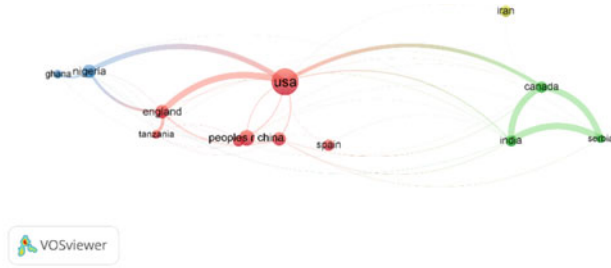 iran
usa
ghana
nigeria
canada
england
tanzania
peoples r china
spain
india
serbia
VOSviewer